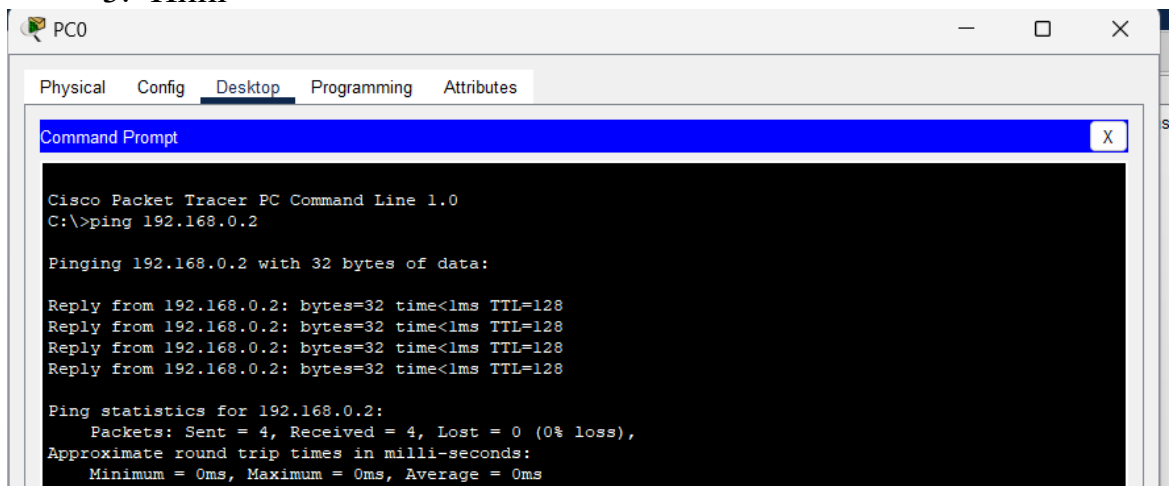 PC0
Physical Config Desktop Programming Attributes
Command Prompt
X
Cisco Packet Tracer PC Command Line 1.0
C:\>ping 192.168.0.2
Pinging 192.168.0.2 with 32 bytes of data:
Reply from 192.168.0.2: bytes=32 time<1ms TTL=128
Reply from 192.168.0.2: bytes=32 time<1ms TTL=128
Reply from 192.168.0.2: bytes=32 time<1ms TTL=128
Reply from 192.168.0.2: bytes=32 time<1ms TTL=128
Ping statistics for 192.168.0.2:
Packets: Sent = 4, Received = 4, Lost = 0 (0% loss),
Approximate round trip times in milli-seconds:
Minimum = 0ms, Maximum = 0ms, Average = 0ms